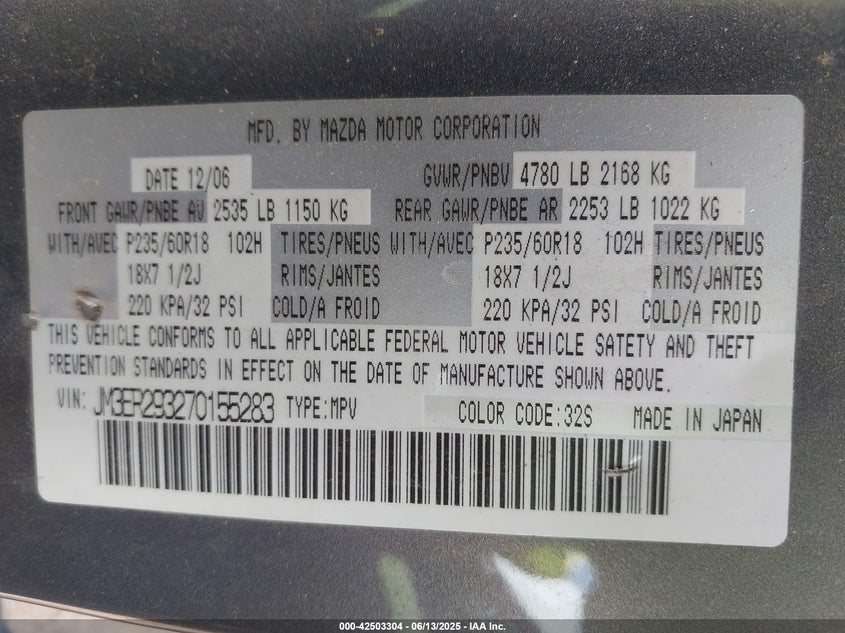 MFD. BY MAZDA MOTOR CORPORATION
DATE 12/06 GVWR/PNBV 4780 LB 2168 KG
FRONT GAWR/PNBE AV 2535 LB 1150 KG REAR GAWR/PNBE AR 2253 LB 1022 KG
WITH/AVEC P235/60R18 102H TIRES/PNEUS WITH/AVEC P235/60R18 102H TIRES/PNEUS
18X7 1/2J RIMS/JANTES 18X7 1/2J RIMS/JANTES
220 KPA/32 PSI COLD/A FROID 220 KPA/32 PSI COLD/A FROID
THIS VEHICLE CONFORMS TO ALL APPLICABLE FEDERAL MOTOR VEHICLE SAFETY AND THEFT
PREVENTION STANDARDS IN EFFECT ON THE DATE OF MANUFACTURE SHOWN ABOVE.
VIN: JM3ER293270155283 TYPE:MPV COLOR CODE:32S MADE IN JAPAN
000-42503304 - 06/13/2025 - IAA Inc.